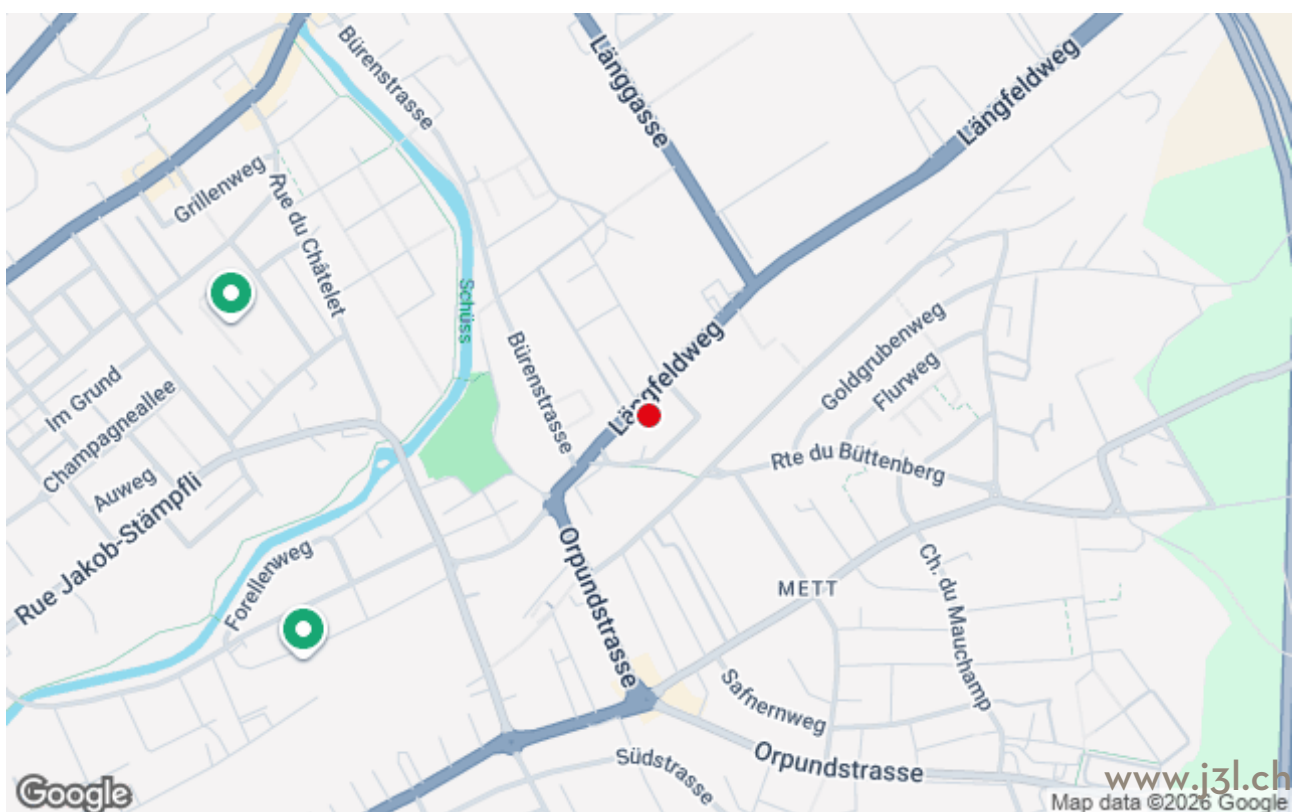 Bürenstrasse
Länggasse
Längfeldweg
Grillenweg
Rue du Châtelet
Schüss
Bürenstrasse
Längfeldweg
Goldgrubenweg
Flurweg
Im Grund
Champagneallee
Auweg
Rue Jakob-Stämpfli
Rte du Büttenberg
Forellenweg
Orpundstrasse
METT
Ch. du Mauchamp
Safnernweg
Südstrasse
Orpundstrasse
www.j3l.ch
Google
Map data ©2026 Google